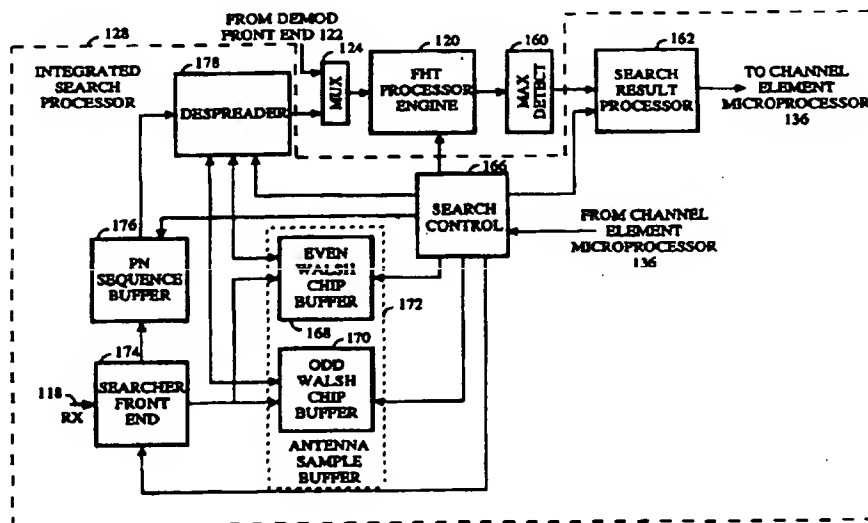 FROM DEMOD
FRONT END 122
128
INTEGRATED
SEARCH
PROCESSOR
178
DESPREADER
124
MUX
120
FHT
PROCESSOR
ENGINE
160
MAX
DETECT
162
SEARCH
RESULT
PROCESSOR
TO CHANNEL
ELEMENT
MICROPROCESSOR
136
166
SEARCH
CONTROL
FROM CHANNEL
ELEMENT
MICROPROCESSOR
136
176
PN
SEQUENCE
BUFFER
EVEN
WALSH
CHIP
BUFFER
168
172
170
ODD
WALSH
CHIP
BUFFER
ANTENNA
SAMPLE
BUFFER
174
SEARCHER
FRONT
END
118
RX